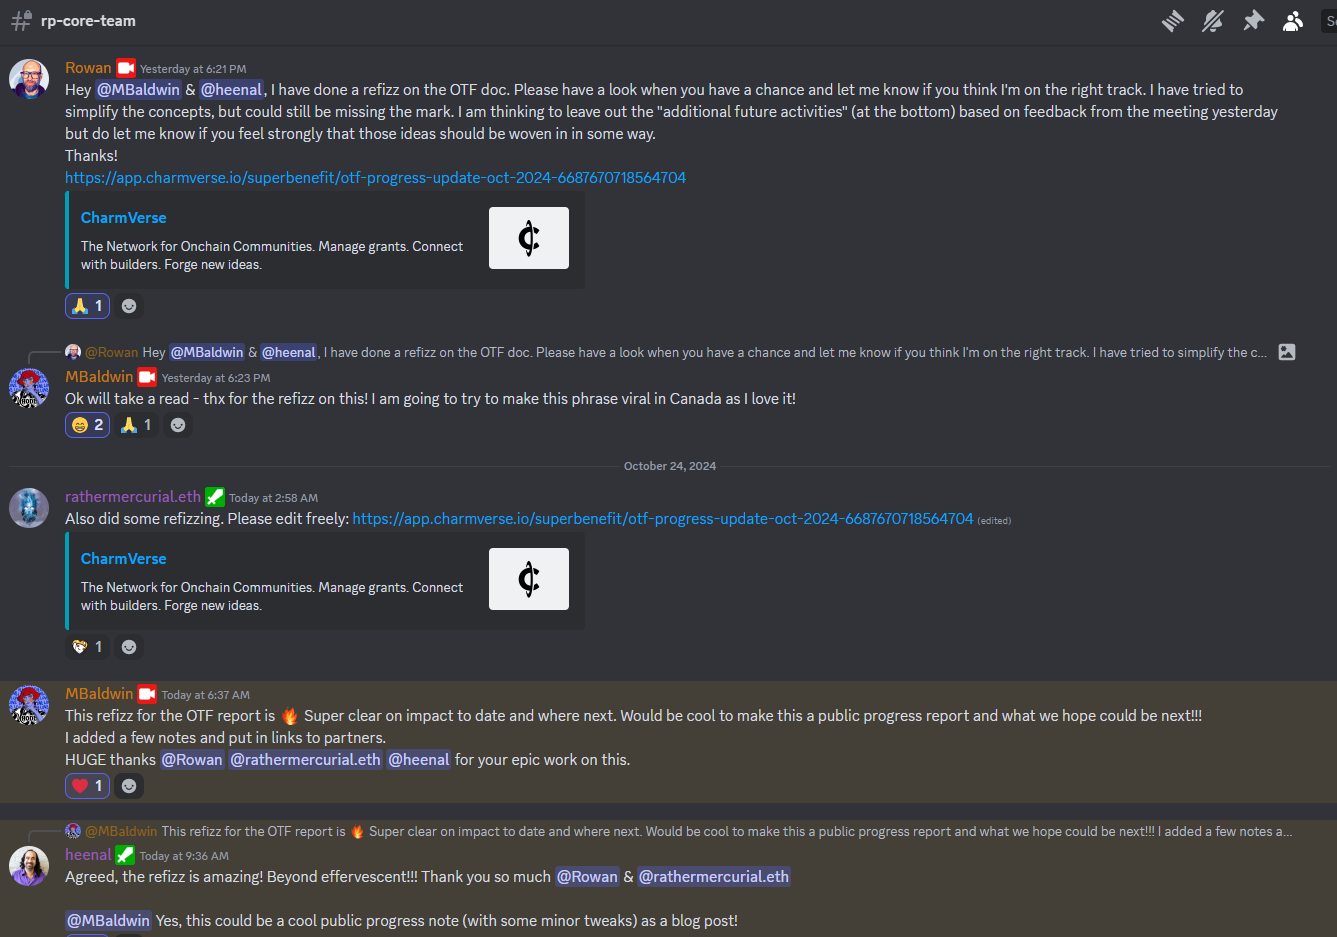 rp-core-team
Rowan Yesterday at 6:21 PM
Hey @MBaldwin & @heenal, I have done a refizz on the OTF doc. Please have a look when you have a chance and let me know if you think I'm on the right track. I have tried to
simplify the concepts, but could still be missing the mark. I am thinking to leave out the "additional future activities" (at the bottom) based on feedback from the meeting yesterday
but do let me know if you feel strongly that those ideas should be woven in in some way.
Thanks!
https://app.charmverse.io/superbenefit/otf-progress-update-oct-2024-6687670718564704
CharmVerse
The Network for Onchain Communities. Manage grants. Connect
with builders. Forge new ideas.
1
@Rowan Hey @MBaldwin & @heenal, I have done a refizz on the OTF doc. Please have a look when you have a chance and let me know if you think I'm on the right track. I have tried to simplify the c...
MBaldwin Yesterday at 6:23 PM
Ok will take a read - thx for the refizz on this! I am going to try to make this phrase viral in Canada as I love it!
2 1
October 24, 2024
rathermercurial.eth Today at 2:58 AM
Also did some refizzing. Please edit freely: https://app.charmverse.io/superbenefit/otf-progress-update-oct-2024-6687670718564704 (edited)
CharmVerse
The Network for Onchain Communities. Manage grants. Connect
with builders. Forge new ideas.
1
MBaldwin Today at 6:37 AM
This refizz for the OTF report is 🔥 Super clear on impact to date and where next. Would be cool to make this a public progress report and what we hope could be next!!!
I added a few notes and put in links to partners.
HUGE thanks @Rowan @rathermercurial.eth @heenal for your epic work on this.
1
@MBaldwin This refizz for the OTF report is 🔥 Super clear on impact to date and where next. Would be cool to make this a public progress report and what we hope could be next!!! I added a few notes a...
heenal Today at 9:36 AM
Agreed, the refizz is amazing! Beyond effervescent!!! Thank you so much @Rowan & @rathermercurial.eth
@MBaldwin Yes, this could be a cool public progress note (with some minor tweaks) as a blog post!